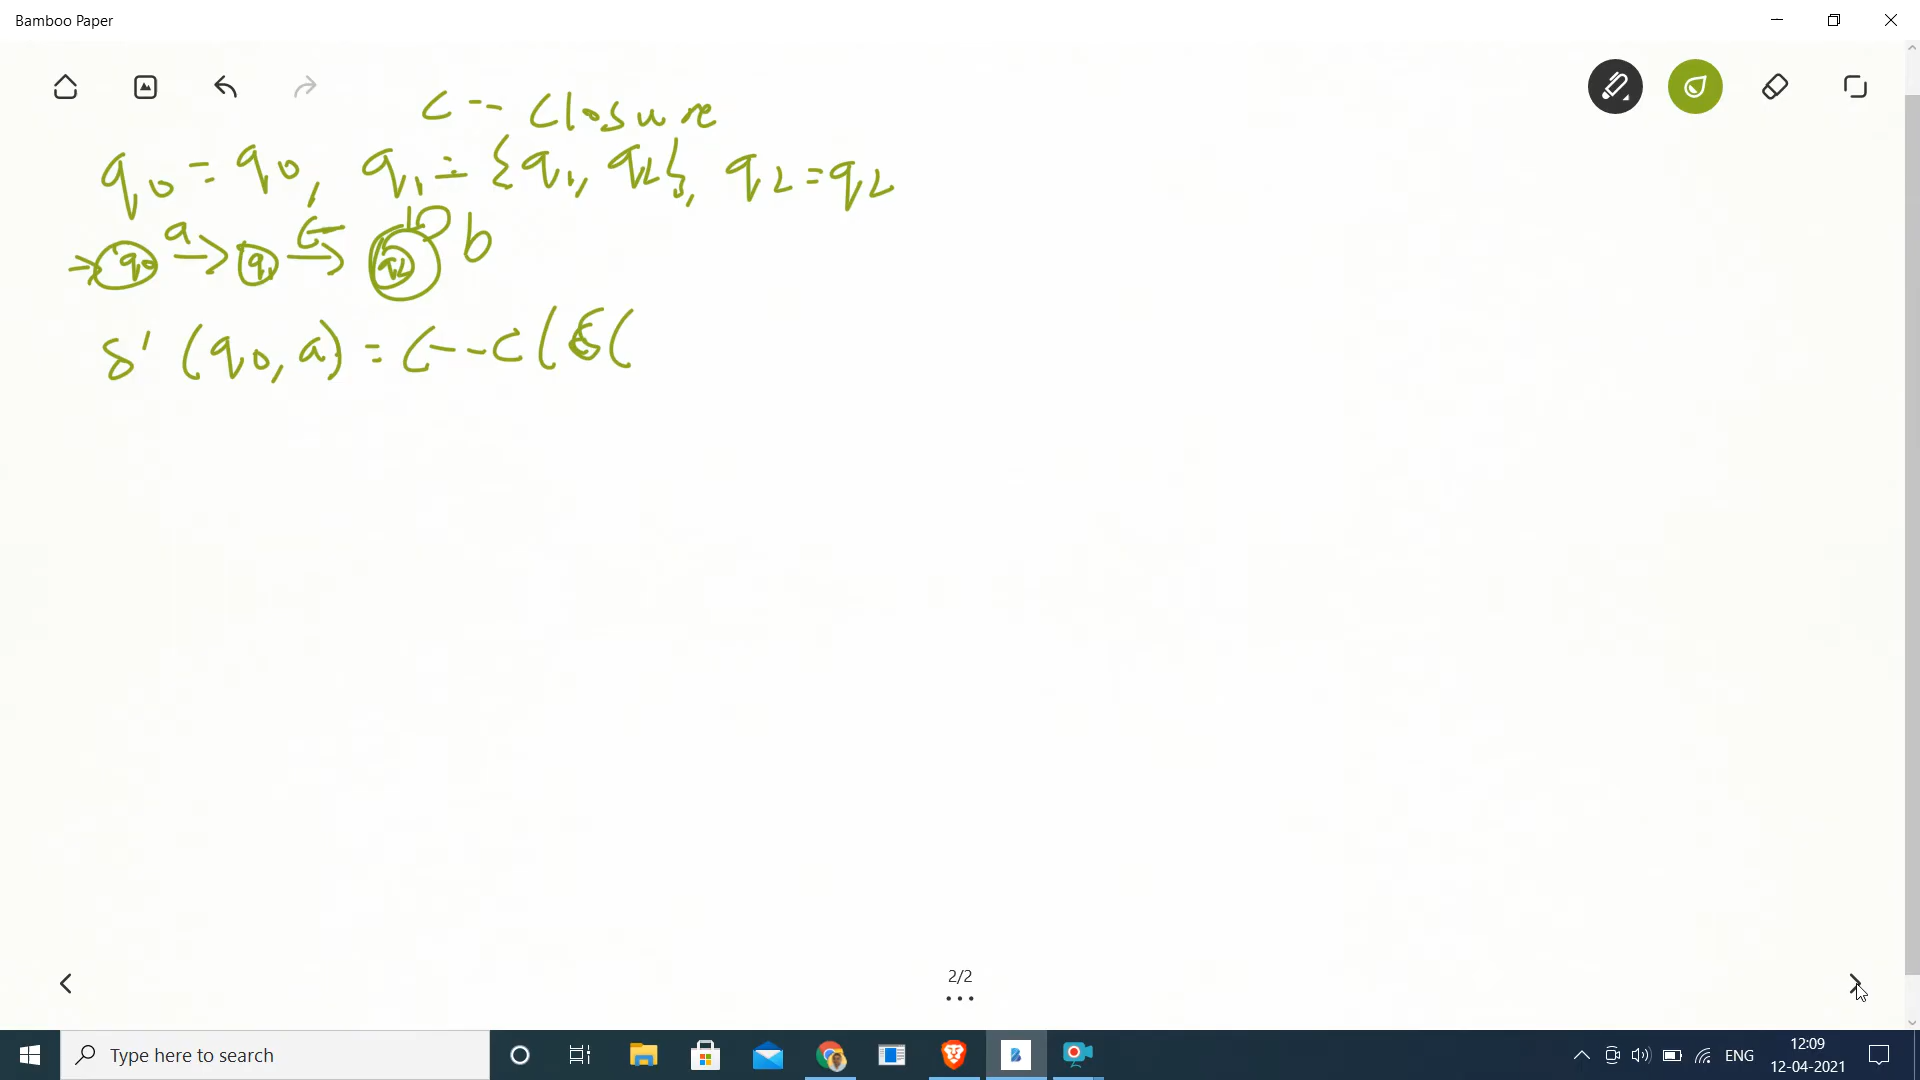 Bamboo Paper
ϵ-- closure
q0 = q0, q1 = {q1, q2}, q2 = q2
a ϵ b
q0 q1 q2
δ' (q0, a) = ϵ--c(δ(
2/2
Type here to search
ENG
12:09
12-04-2021